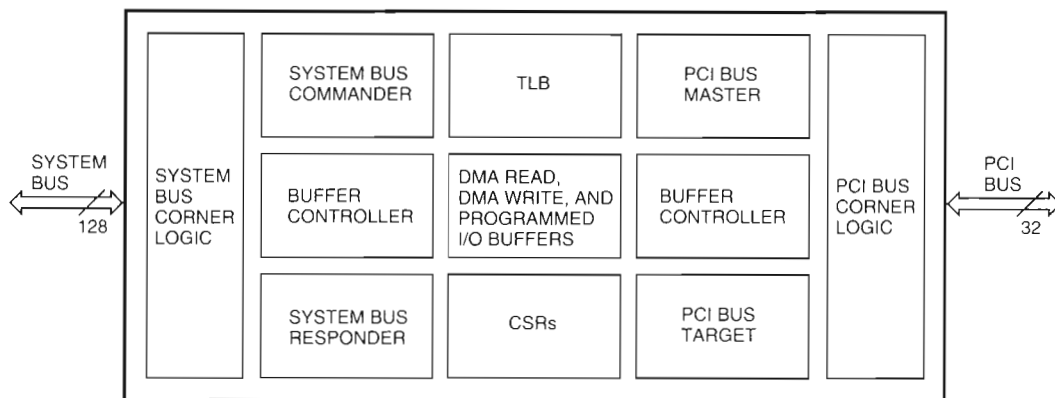 SYSTEM
BUS
128
SYSTEM
BUS
CORNER
LOGIC
SYSTEM BUS
COMMANDER
TLB
PCI BUS
MASTER
BUFFER
CONTROLLER
DMA READ,
DMA WRITE, AND
PROGRAMMED
I/O BUFFERS
BUFFER
CONTROLLER
SYSTEM BUS
RESPONDER
CSRs
PCI BUS
TARGET
PCI BUS
CORNER
LOGIC
PCI
BUS
32